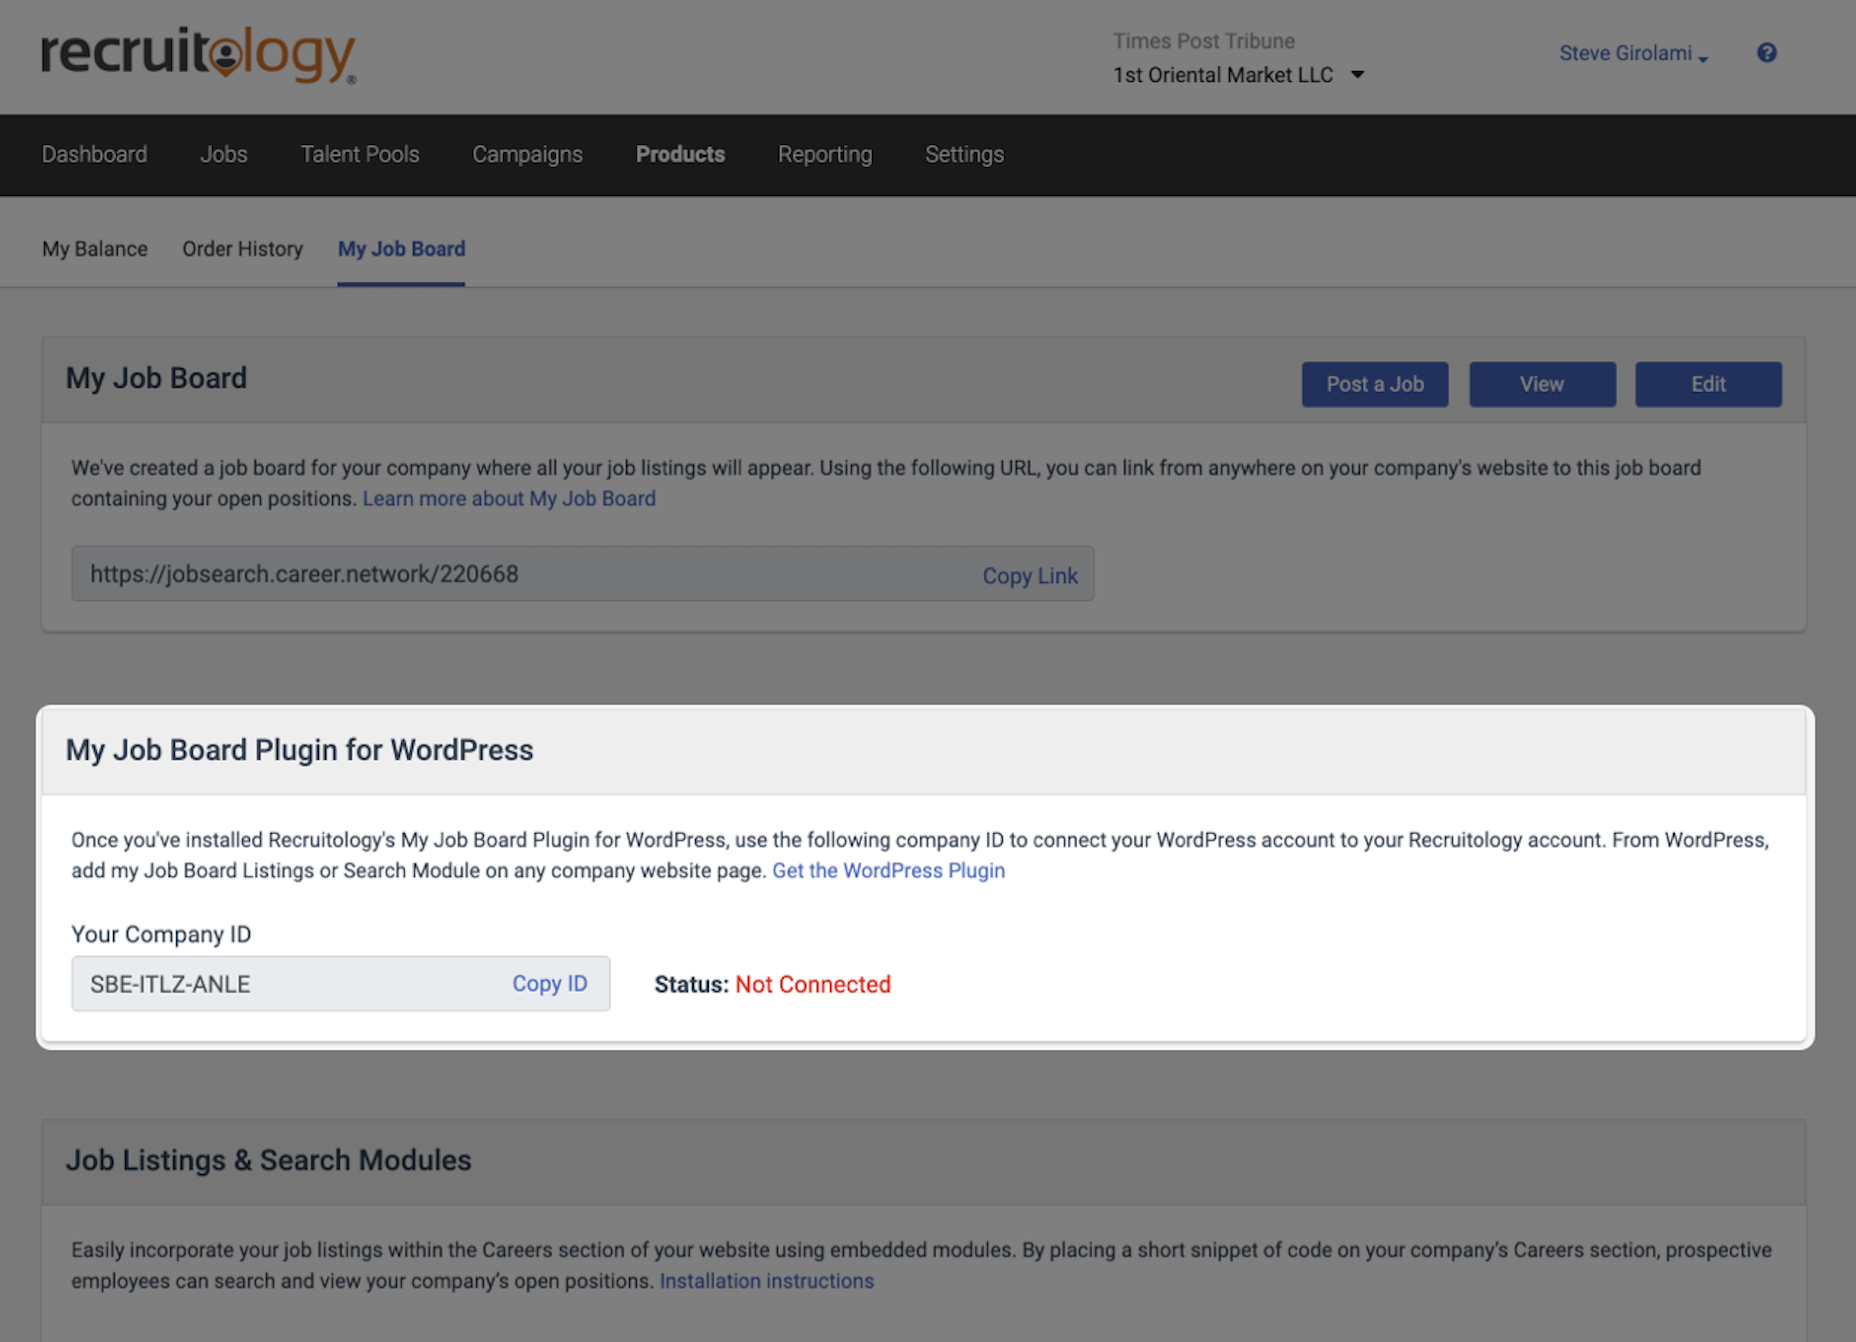 recruitology®
Times Post Tribune
1st Oriental Market LLC
Steve Girolami
?
Dashboard Jobs Talent Pools Campaigns Products Reporting Settings
My Balance Order History My Job Board
My Job Board
Post a Job View Edit
We've created a job board for your company where all your job listings will appear. Using the following URL, you can link from anywhere on your company's website to this job board
containing your open positions. Learn more about My Job Board
https://jobsearch.career.network/220668 Copy Link
My Job Board Plugin for WordPress
Once you've installed Recruitology's My Job Board Plugin for WordPress, use the following company ID to connect your WordPress account to your Recruitology account. From WordPress,
add my Job Board Listings or Search Module on any company website page. Get the WordPress Plugin
Your Company ID
SBE-ITLZ-ANLE Copy ID Status: Not Connected
Job Listings & Search Modules
Easily incorporate your job listings within the Careers section of your website using embedded modules. By placing a short snippet of code on your company's Careers section, prospective
employees can search and view your company's open positions. Installation instructions